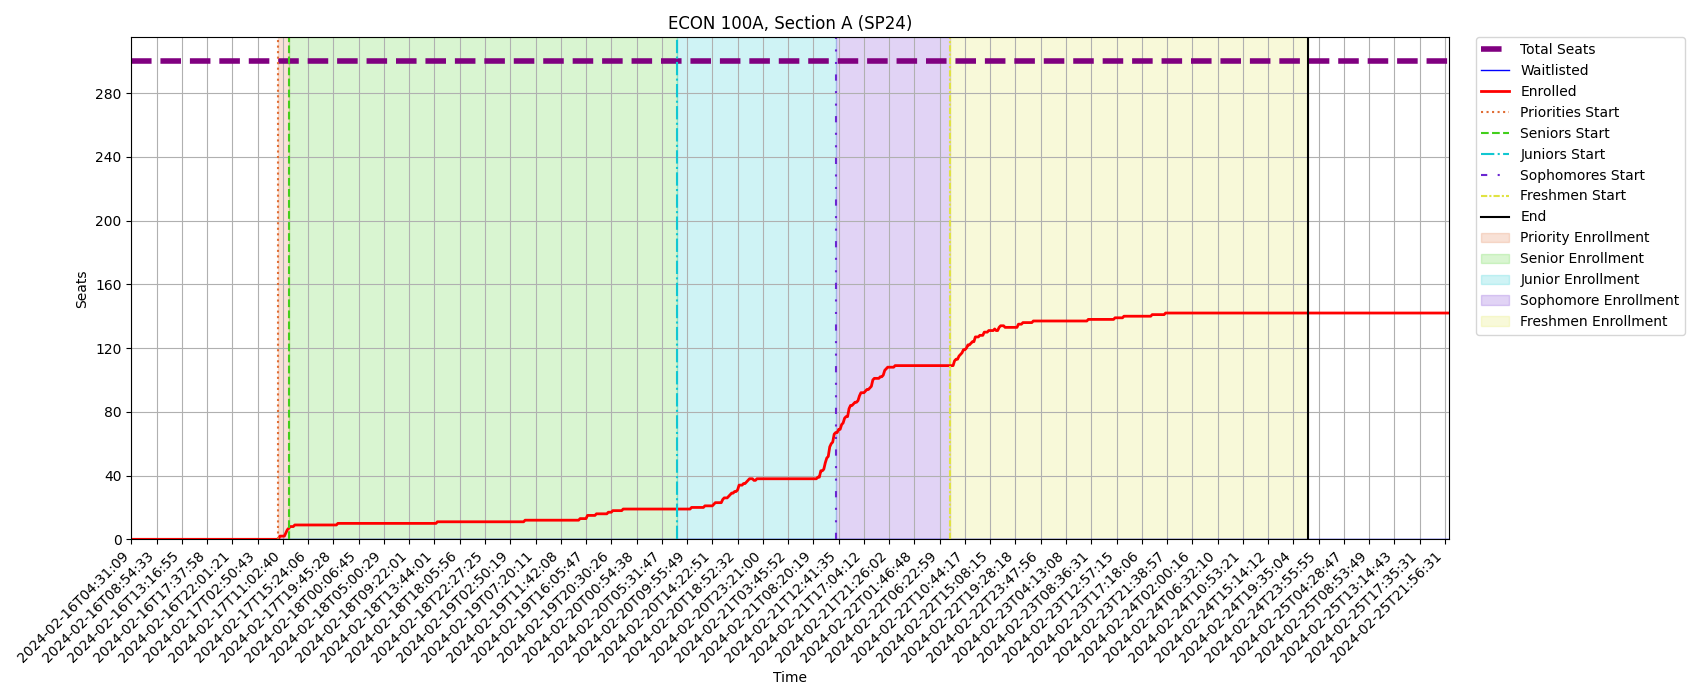 ECON 100A, Section A (SP24)
Total Seats
Waitlisted
Enrolled
Priorities Start
Seniors Start
Juniors Start
Sophomores Start
Freshmen Start
End
Priority Enrollment
Senior Enrollment
Junior Enrollment
Sophomore Enrollment
Freshmen Enrollment
Seats
280
240
200
160
120
80
40
0
2024-02-16T04:31:09
2024-02-16T08:54:33
2024-02-16T13:16:55
2024-02-16T17:37:58
2024-02-16T22:01:21
2024-02-17T02:50:43
2024-02-17T11:02:40
2024-02-17T15:24:06
2024-02-17T19:45:28
2024-02-18T00:06:45
2024-02-18T05:00:29
2024-02-18T09:22:01
2024-02-18T13:44:01
2024-02-18T18:05:56
2024-02-18T22:27:25
2024-02-19T02:50:19
2024-02-19T07:20:11
2024-02-19T11:42:08
2024-02-19T16:05:47
2024-02-19T20:30:26
2024-02-20T00:54:38
2024-02-20T05:31:47
2024-02-20T09:55:49
2024-02-20T14:22:51
2024-02-20T18:52:32
2024-02-20T23:21:00
2024-02-21T03:45:52
2024-02-21T08:20:19
2024-02-21T12:41:35
2024-02-21T17:04:12
2024-02-21T21:26:02
2024-02-22T01:46:48
2024-02-22T06:22:59
2024-02-22T10:44:17
2024-02-22T15:08:15
2024-02-22T19:28:18
2024-02-22T23:47:56
2024-02-23T04:13:08
2024-02-23T08:36:31
2024-02-23T12:57:15
2024-02-23T17:18:06
2024-02-23T21:38:57
2024-02-24T02:00:16
2024-02-24T06:32:10
2024-02-24T10:53:21
2024-02-24T15:14:12
2024-02-24T19:35:04
2024-02-24T23:55:55
2024-02-25T04:28:47
2024-02-25T08:53:49
2024-02-25T13:14:43
2024-02-25T17:35:31
2024-02-25T21:56:31
Time